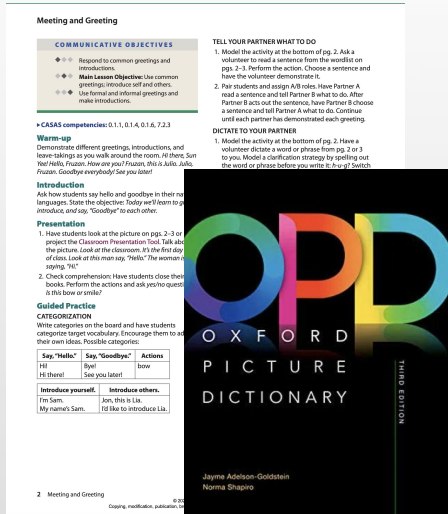 Meeting and Greeting
COMMUNICATIVE OBJECTIVES
Respond to common greetings and
introductions.
Main Lesson Objective: Use common
greetings; introduce self and others.
Use formal and informal greetings and
make introductions.
▸CASAS competencies: 0.1.1, 0.1.4, 0.1.6, 7.2.3
Warm-up
Demonstrate different greetings, introductions, and
leave-takings as you walk around the room. Hi there, Sun
Yee! Hello, Fruzan. How are you? Fruzan, this is Julio. Julio,
Fruzan. Goodbye everybody! See you later!
Introduction
Ask how students say hello and goodbye in their
languages. State the objective: Today we'll learn to
introduce, and say, "Goodbye" to each other.
Presentation
1. Have students look at the picture on pgs. 2–3 or
project the Classroom Presentation Tool. Talk
the picture. Look at the classroom. It's the first day
of class. Look at this man say, "Hello." The woman
saying, "Hi."
2. Check comprehension: Have students close their
books. Perform the actions and ask yes/no
Is this bow or smile?
Guided Practice
CATEGORIZATION
Write categories on the board and have students
categorize target vocabulary. Encourage them to
their own ideas. Possible categories:
Say, "Hello." Say, "Goodbye." Actions
Hi! Bye! bow
Hi there! See you later!
Introduce yourself. Introduce others.
I'm Sam. Jon, this is Lia.
My name's Sam. I'd like to introduce Lia.
2 Meeting and Greeting
Copying, modification, publication,
TELL YOUR PARTNER WHAT TO DO
1. Model the activity at the bottom of pg. 2. Ask a
volunteer to read a sentence from the wordlist on
pgs. 2–3. Perform the action. Choose a sentence and
have the volunteer demonstrate it.
2. Pair students and assign A/B roles. Have Partner A
read a sentence and tell Partner B what to do. After
Partner B acts out the sentence, have Partner B choose
a sentence and tell Partner A what to do. Continue
until each partner has demonstrated each greeting.
DICTATE TO YOUR PARTNER
1. Model the activity at the bottom of pg. 2. Have a
volunteer dictate a word or phrase from pg. 2 or 3
to you. Model a clarification strategy by spelling out
the word or phrase before you write it: h-u-g? Switch
OPD
OXFORD
PICTURE
DICTIONARY
THIRD EDITION
Jayme Adelson-Goldstein
Norma Shapiro